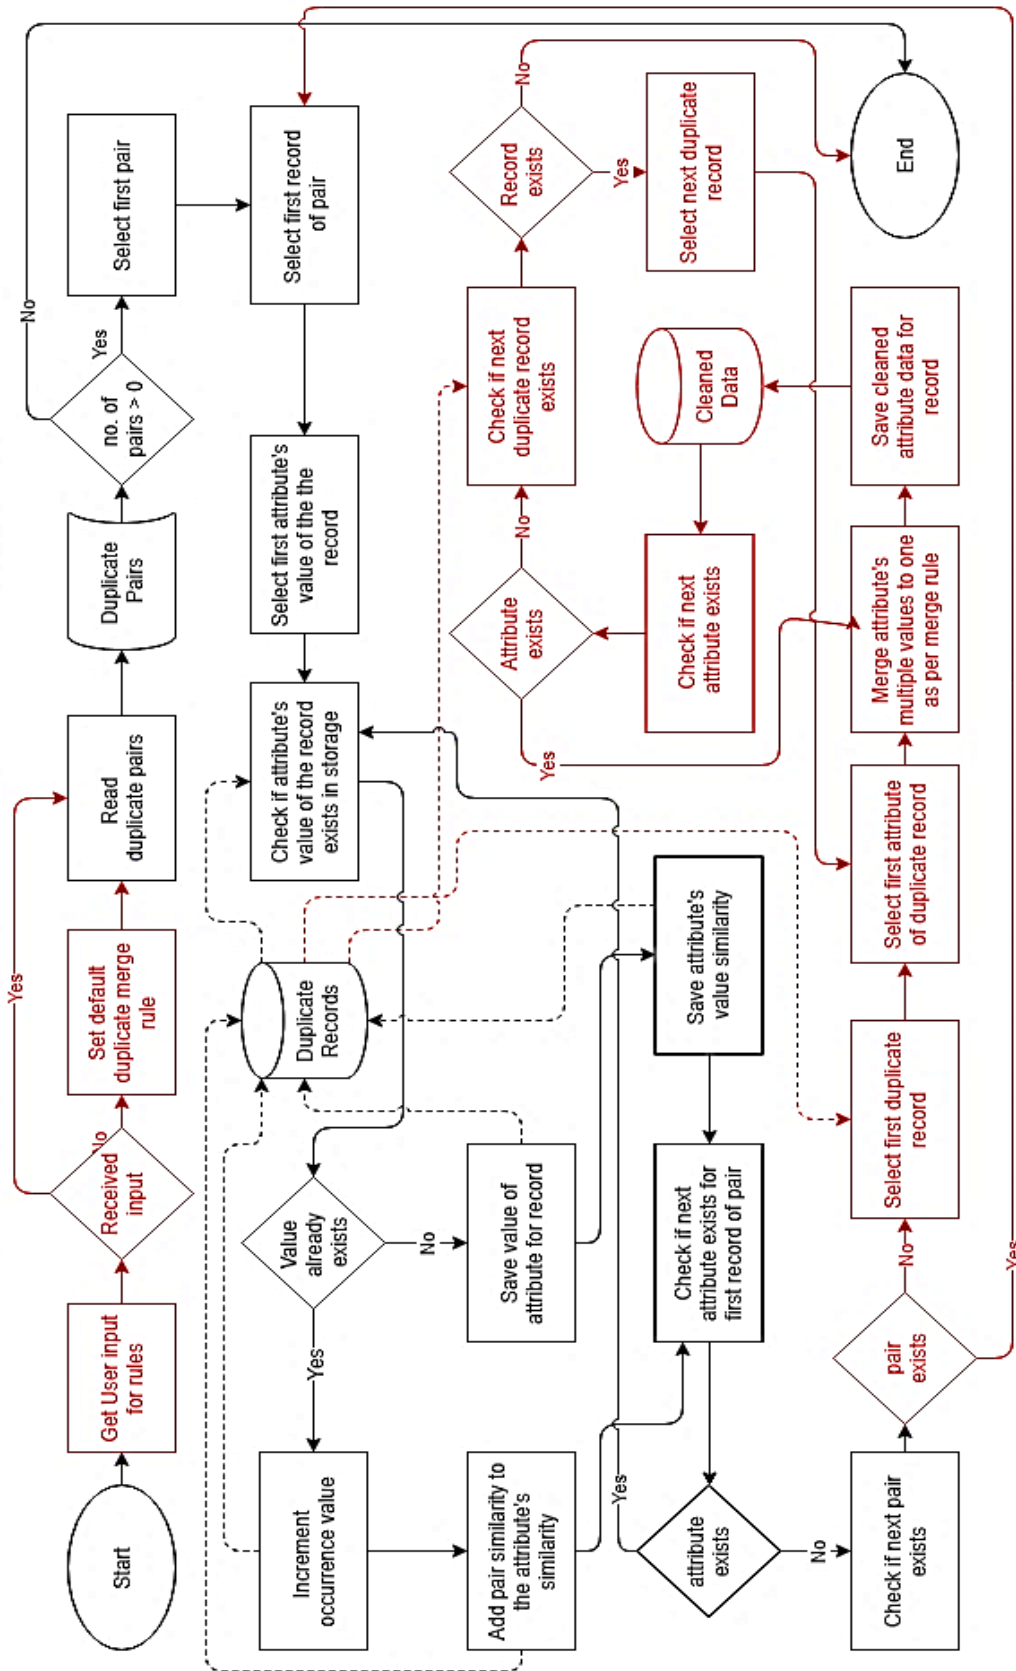 Start
Get User input
for rules
Received
input
No
Yes
Set default
duplicate merge
rule
Read
duplicate pairs
Duplicate
Pairs
no. of
pairs > 0
No
Yes
Select first pair
Select first record
of pair
Select first attribute's
value of the the
record
Check if attribute's
value of the record
exists in storage
Duplicate
Records
Value
already
exists
Yes
No
Increment
occurrence value
Save value of
attribute for record
Add pair similarity to
the attribute's
similarity
Save attribute's
value similarity
Check if next
attribute exists for
first record of pair
attribute
exists
Yes
No
Check if next pair
exists
pair
exists
Yes
No
Select first duplicate
record
Select first attribute
of duplicate record
Merge attribute's
multiple values to one
as per merge rule
Save cleaned
attribute data for
record
Cleaned
Data
Check if next
attribute exists
Attribute
exists
Yes
No
Check if next
duplicate record
exists
Record
exists
No
Yes
Select next duplicate
record
End